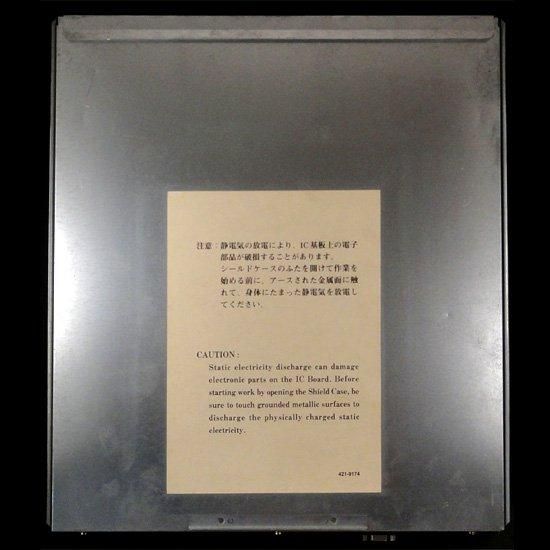 注意：静電気の放電により、IC基板上の電子
部品が破損することがあります。
シールドケースのふたを開けて作業を
始める前に、アースされた金属面に触
れて、身体にたまった静電気を放電し
てください。
CAUTION:
Static electricity discharge can damage
electronic parts on the IC Board. Before
starting work by opening the Shield Case, be
sure to touch grounded metallic surfaces to
discharge the physically charged static
electricity.
421-9174